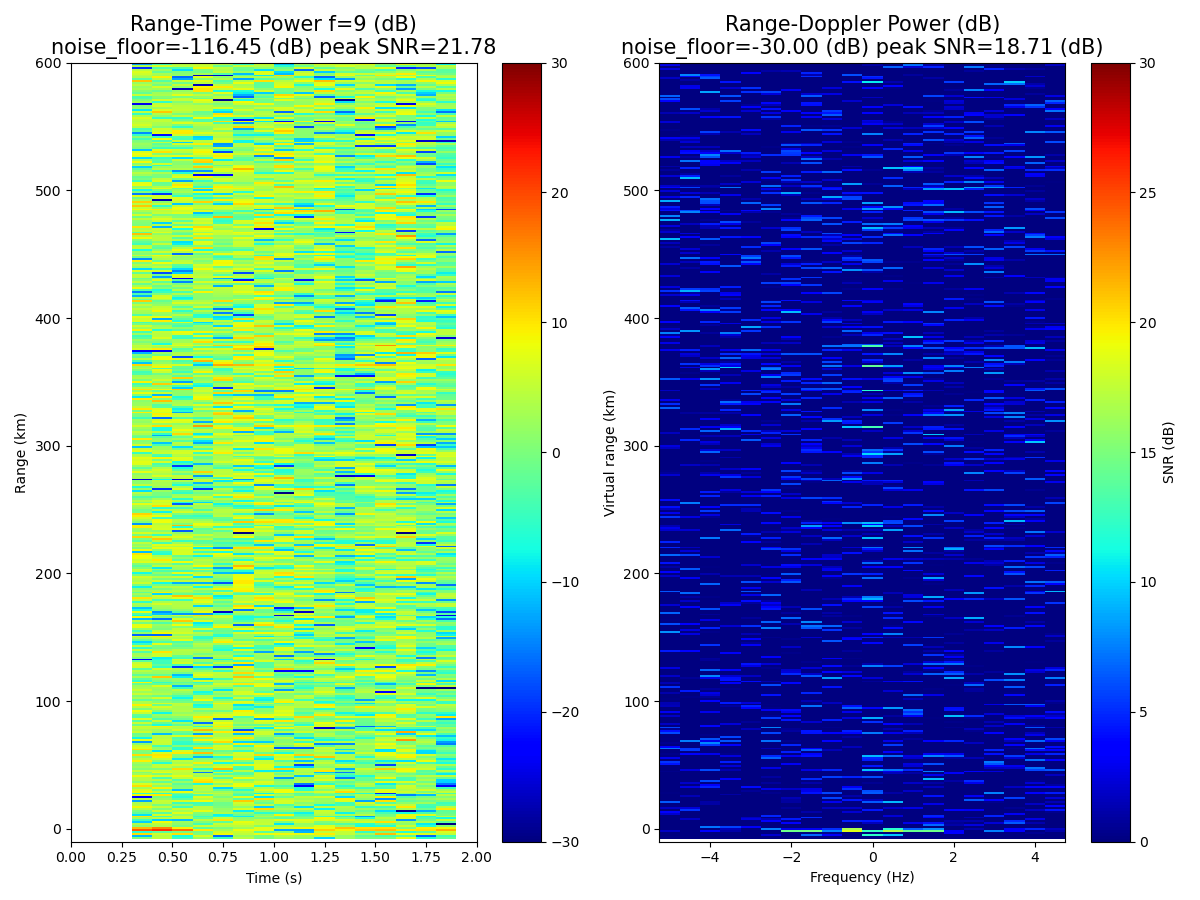 Range-Time Power f=9 (dB)
noise_floor=-116.45 (dB) peak SNR=21.78
Range-Doppler Power (dB)
noise_floor=-30.00 (dB) peak SNR=18.71 (dB)
600
500
400
300
200
100
0
Range (km)
0.00 0.25 0.50 0.75 1.00 1.25 1.50 1.75 2.00
Time (s)
30
20
10
0
−10
−20
−30
600
500
400
300
200
100
0
Virtual range (km)
−4 −2 0 2 4
Frequency (Hz)
30
25
20
15
10
5
0
SNR (dB)